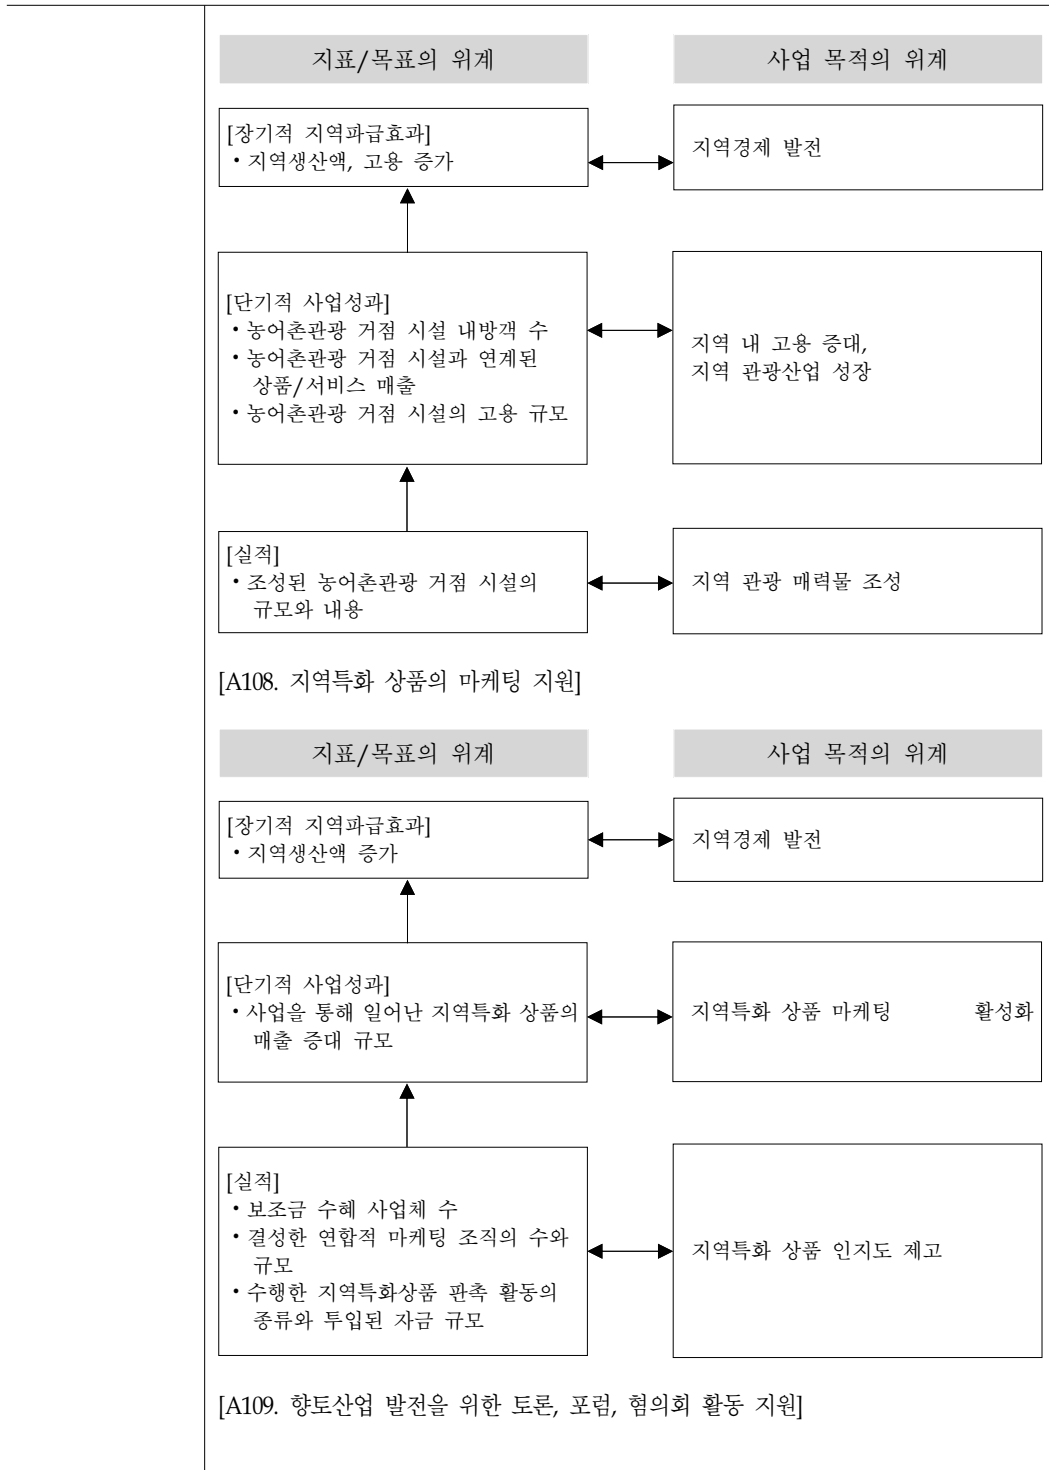 지표/목표의 위계
사업 목적의 위계
[장기적 지역파급효과]
・지역생산액, 고용 증가
지역경제 발전
[단기적 사업성과]
・농어촌관광 거점 시설 내방객 수
・농어촌관광 거점 시설과 연계된
상품/서비스 매출
・농어촌관광 거점 시설의 고용 규모
지역 내 고용 증대,
지역 관광산업 성장
[실적]
・조성된 농어촌관광 거점 시설의
규모와 내용
지역 관광 매력물 조성
[A108. 지역특화 상품의 마케팅 지원]
지표/목표의 위계
사업 목적의 위계
[장기적 지역파급효과]
・지역생산액 증가
지역경제 발전
[단기적 사업성과]
・사업을 통해 일어난 지역특화 상품의
매출 증대 규모
지역특화 상품 마케팅 활성화
[실적]
・보조금 수혜 사업체 수
・결성한 연합적 마케팅 조직의 수와
규모
・수행한 지역특화상품 판촉 활동의
종류와 투입된 자금 규모
지역특화 상품 인지도 제고
[A109. 향토산업 발전을 위한 토론, 포럼, 협의회 활동 지원]